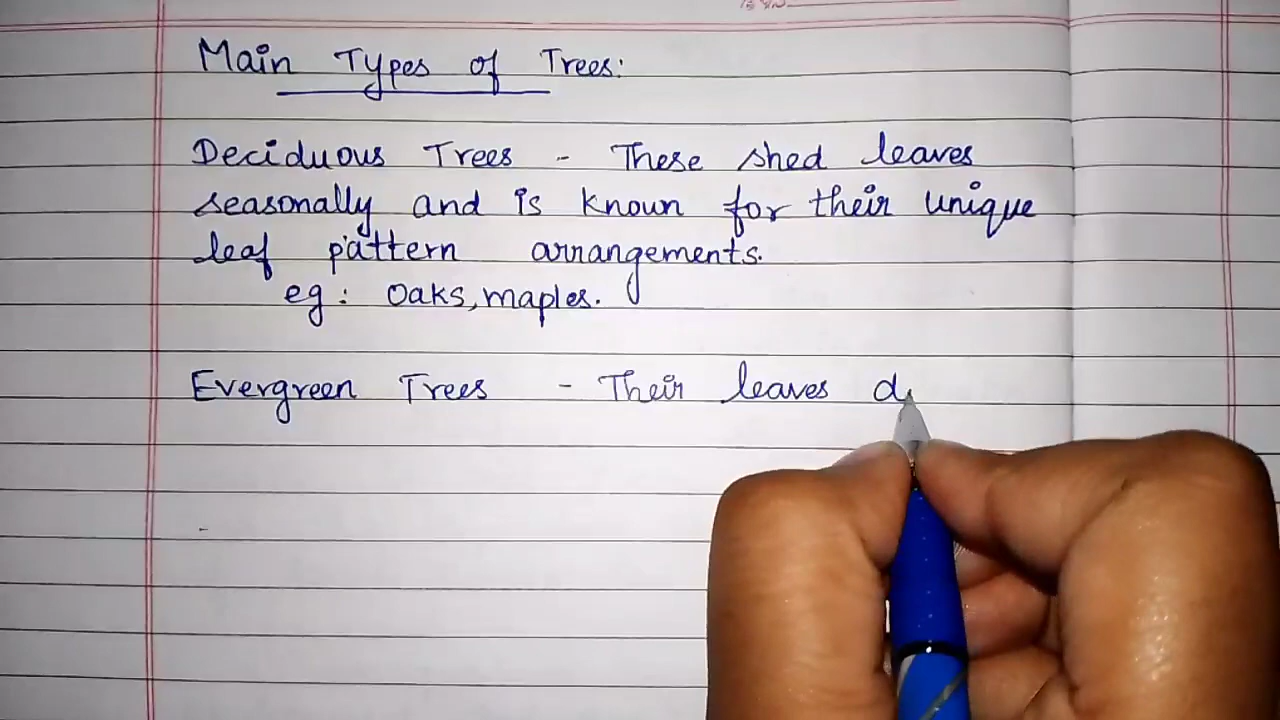 Main Types of Trees:
Deciduous Trees - These shed leaves
seasonally and is known for their unique
leaf pattern arrangements.
eg: Oaks, maples.
Evergreen Trees - Their leaves d